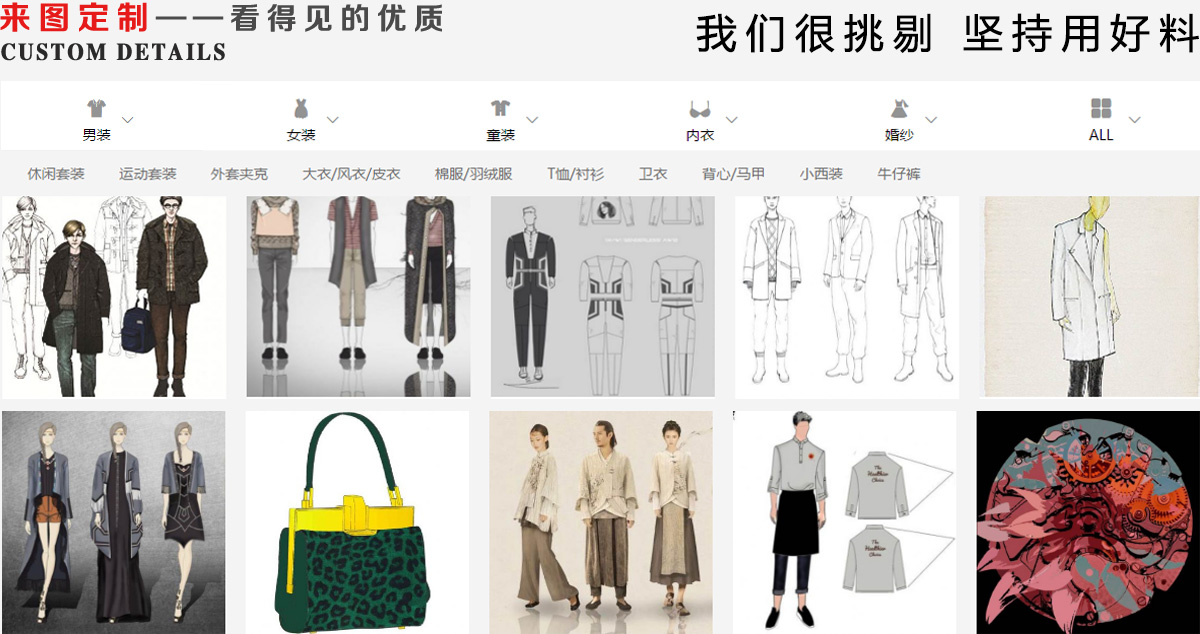 来图定制——看得见的优质
CUSTOM DETAILS
我们很挑剔 坚持用好料
男装
女装
童装
内衣
婚纱
ALL
休闲套装
运动套装
外套夹克
大衣/风衣/皮衣
棉服/羽绒服
T恤/衬衫
卫衣
背心/马甲
小西装
牛仔裤